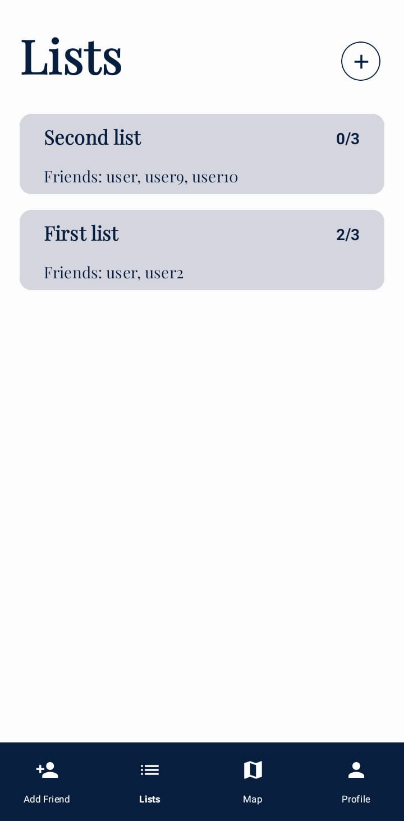 Lists
Second list 0/3
Friends: user, user9, user10
First list 2/3
Friends: user, user2
Add Friend Lists Map Profile